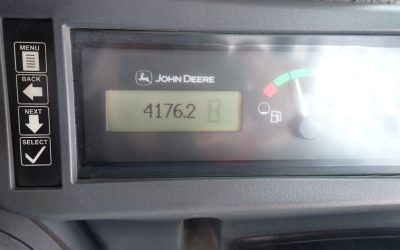 MENU
BACK
NEXT
SELECT
JOHN DEERE
4176.2